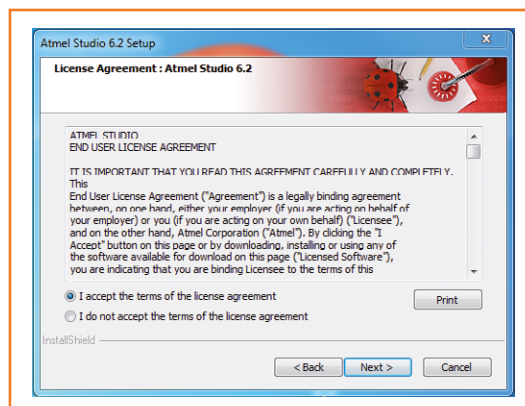 Atmel Studio 6.2 Setup
License Agreement : Atmel Studio 6.2
ATMEL STUDIO
END USER LICENSE AGREEMENT
IT IS IMPORTANT THAT YOU READ THIS AGREEMENT CAREFULLY AND COMPLETELY.
This
End User License Agreement ("Agreement") is a legally binding agreement
between, on one hand, either your employer (if you are acting on behalf of
your employer) or you (if you are acting on your own behalf) ("Licensee"),
and on the other hand, Atmel Corporation ("Atmel"). By clicking the "I
Accept" button on this page or by downloading, installing or using any of
the software available for download on this page ("Licensed Software"),
you are indicating that you are binding Licensee to the terms of this
I accept the terms of the license agreement
Print
I do not accept the terms of the license agreement
InstallShield
< Back Next > Cancel